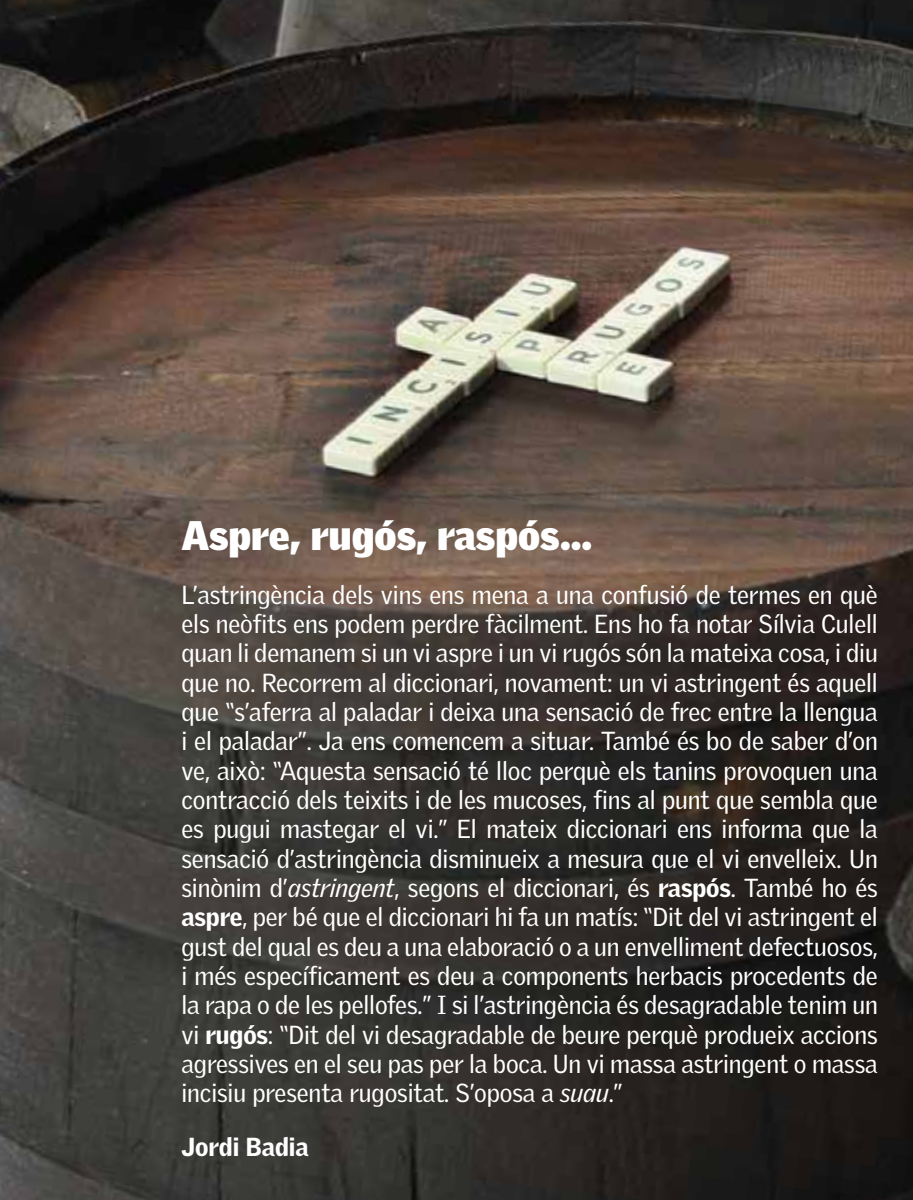 INCISIU
ASPRE
RUGOS
Aspre, rugós, raspós...
L’astringència dels vins ens mena a una confusió de termes en què
els neòfits ens podem perdre fàcilment. Ens ho fa notar Sílvia Culell
quan li demanem si un vi aspre i un vi rugós són la mateixa cosa, i diu
que no. Recorrem al diccionari, novament: un vi astringent és aquell
que “s’aferra al paladar i deixa una sensació de frec entre la llengua
i el paladar”. Ja ens comencem a situar. També és bo de saber d’on
ve, això: “Aquesta sensació té lloc perquè els tanins provoquen una
contracció dels teixits i de les mucoses, fins al punt que sembla que
es pugui mastegar el vi.” El mateix diccionari ens informa que la
sensació d’astringència disminueix a mesura que el vi envelleix. Un
sinònim d’astringent, segons el diccionari, és raspós. També ho és
aspre, per bé que el diccionari hi fa un matís: “Dit del vi astringent el
gust del qual es deu a una elaboració o a un envelliment defectuosos,
i més específicament es deu a components herbacis procedents de
la rapa o de les pellofes.” I si l’astringència és desagradable tenim un
vi rugós: “Dit del vi desagradable de beure perquè produeix accions
agressives en el seu pas per la boca. Un vi massa astringent o massa
incisiu presenta rugositat. S’oposa a suau.”
Jordi Badia